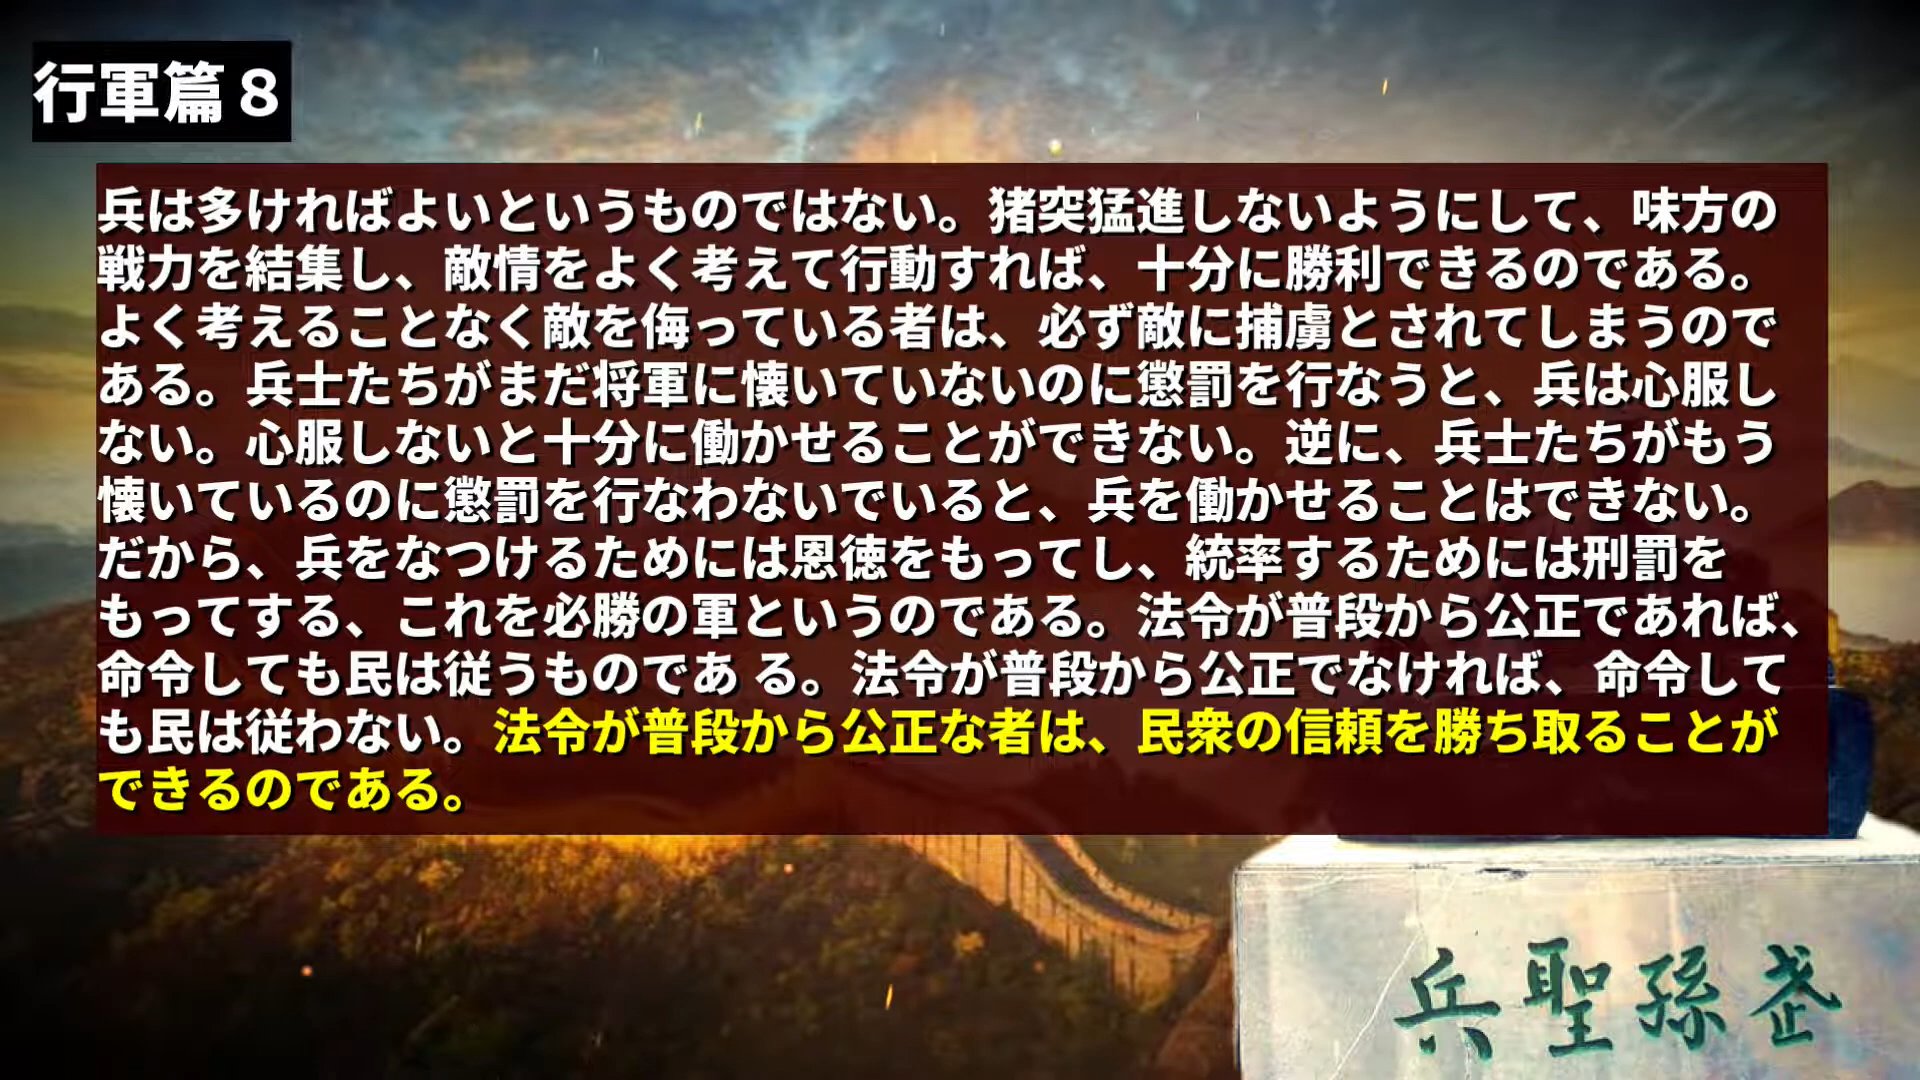 行軍篇８
兵は多ければよいというものではない。猪突猛進しないようにして、味方の
戦力を結集し、敵情をよく考えて行動すれば、十分に勝利できるのである。
よく考えることなく敵を侮っている者は、必ず敵に捕虜とされてしまうので
ある。兵士たちがまだ将軍に懐いていないのに懲罰を行なうと、兵は心服し
ない。心服しないと十分に働かせることができない。逆に、兵士たちがもう
懐いているのに懲罰を行なわないでいると、兵を働かせることはできない。
だから、兵をなつけるためには恩徳をもってし、統率するためには刑罰を
もってする、これを必勝の軍というのである。法令が普段から公正であれば、
命令しても民は従うものであ る。法令が普段から公正でなければ、命令して
も民は従わない。法令が普段から公正な者は、民衆の信頼を勝ち取ることが
できるのである。
兵聖孫武